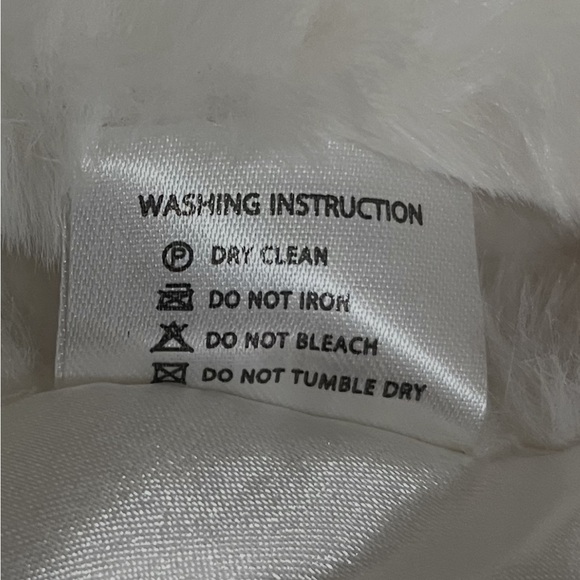 WASHING INSTRUCTION
P DRY CLEAN
DO NOT IRON
DO NOT BLEACH
DO NOT TUMBLE DRY